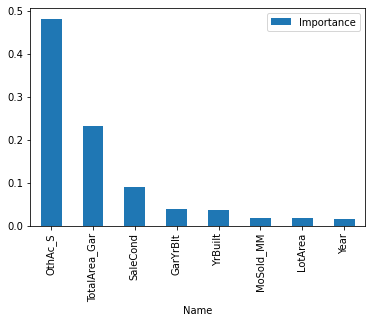 0.5
0.4
0.3
0.2
0.1
0.0
Importance
OthAc_S
TotalArea_Gar
SaleCond
GarYrBlt
YrBuilt
MoSold_MM
LotArea
Year
Name